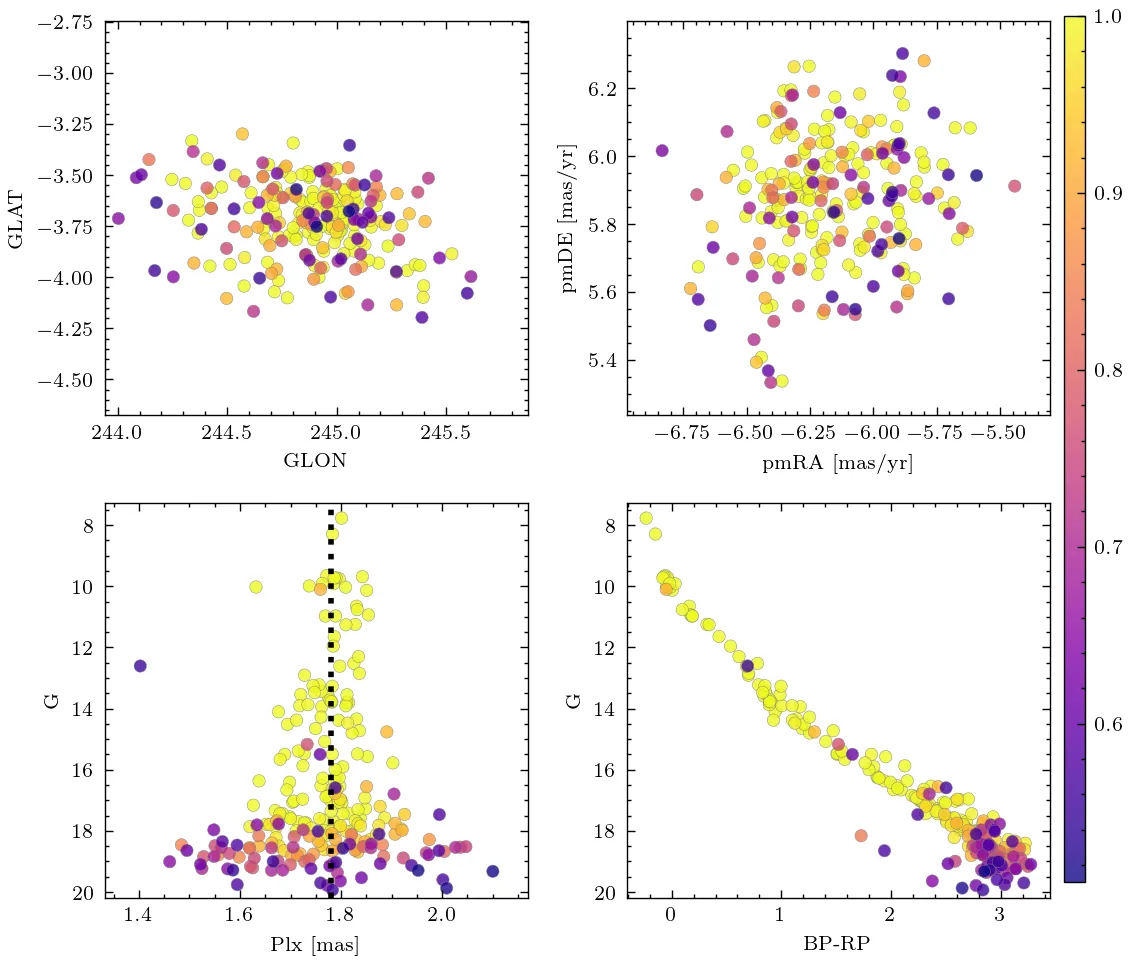 −2.75
−3.00
−3.25
−3.50
−3.75
−4.00
−4.25
−4.50
GLAT
244.0 244.5 245.0 245.5
GLON
6.2
6.0
5.8
5.6
5.4
pmDE [mas/yr]
−6.75 −6.50 −6.25 −6.00 −5.75 −5.50
pmRA [mas/yr]
8
10
12
14
16
18
20
G
1.4 1.6 1.8 2.0
Plx [mas]
8
10
12
14
16
18
20
G
0 1 2 3
BP-RP
1.0
0.9
0.8
0.7
0.6